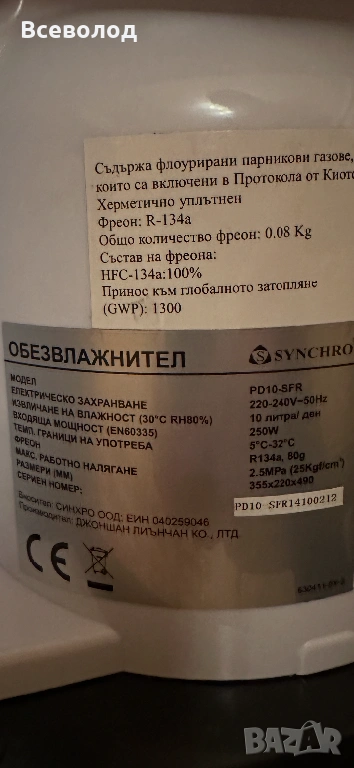 Всеволод
Съдържа флоурирани парникови газове,
които са включени в Протокола от Киото
Херметично уплътнен
Фреон: R-134a
Общо количество фреон: 0.08 Kg
Състав на фреона:
HFC-134a:100%
Принос към глобалното затопляне
(GWP): 1300
ОБЕЗВЛАЖНИТЕЛ SYNCHRO
МОДЕЛ PD10-SFR
ЕЛЕКТРИЧЕСКО ЗАХРАНВАНЕ 220-240V~50Hz
ИЗВЛИЧАНЕ НА ВЛАЖНОСТ (30°C RH80%) 10 литра/ ден
ВХОДЯЩА МОЩНОСТ (EN60335) 250W
ТЕМП. ГРАНИЦИ НА УПОТРЕБА 5°C-32°C
ФРЕОН R134a, 80g
МАКС. РАБОТНО НАЛЯГАНЕ 2.5MPa (25Kgf/cm²)
РАЗМЕРИ (ММ) 355x220x490
СЕРИЕН НОМЕР: PD10 SFR14100212
Вносител: СИНХРО ООД; ЕИН 040259046
Производител: ДЖОНШАН ЛИЪНЧАН КО., ЛТД.
CE
BAZAR